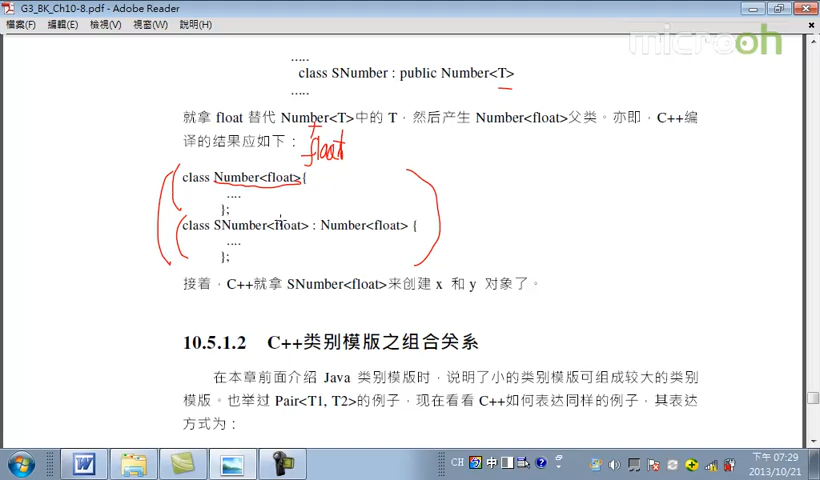 G3_BK_Ch10-8.pdf - Adobe Reader
檔案(F) 編輯(E) 檢視(V) 視窗(W) 說明(H)
microoh
.....
class SNumber : public Number<T>
.....
就拿 float 替代 Number<T>中的 T，然后产生 Number<float>父类。亦即，C++编
译的结果应如下：
float
class Number<float>{
....
};
class SNumber<float> : Number<float> {
....
};
接着，C++就拿 SNumber<float>来创建 x 和 y 对象了。
10.5.1.2 C++类别模版之组合关系
在本章前面介绍 Java 类别模版时，说明了小的类别模版可组成较大的类别
模版。也举过 Pair<T1, T2>的例子，现在看看 C++如何表达同样的例子，其表达
方式为：
CH 中
下午 07:29
2013/10/21